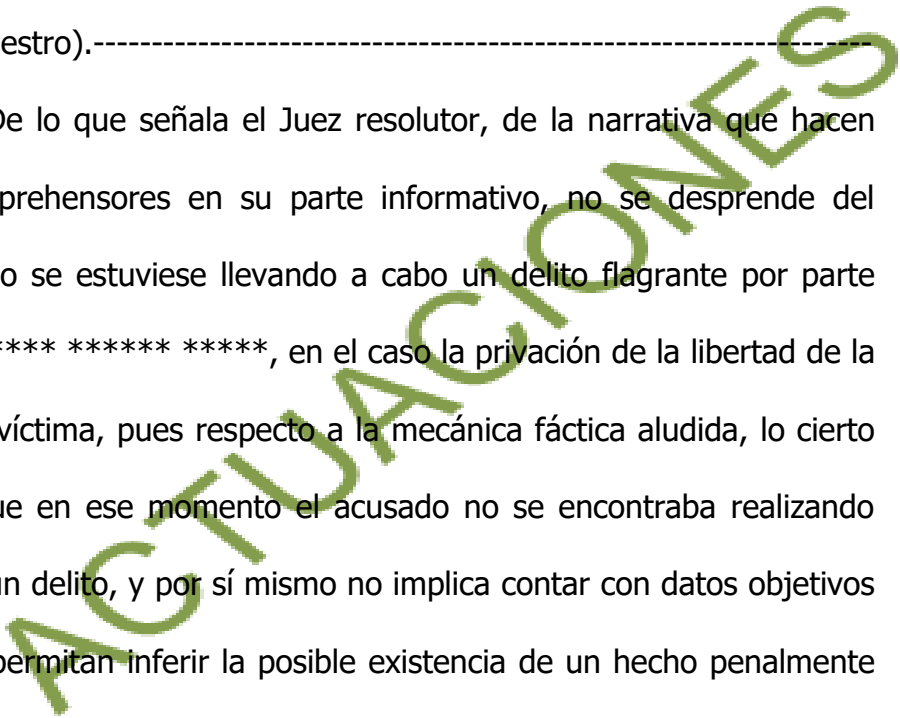 estro).------------------------------------------------------------------
De lo que señala el Juez resolutor, de la narrativa que hacen
prehensores en su parte informativo, no se desprende del
o se estuviese llevando a cabo un delito flagrante por parte
**** ****** *****, en el caso la privación de la libertad de la
víctima, pues respecto a la mecánica fáctica aludida, lo cierto
ue en ese momento el acusado no se encontraba realizando
un delito, y por sí mismo no implica contar con datos objetivos
permitan inferir la posible existencia de un hecho penalmente
ACTUACIONES